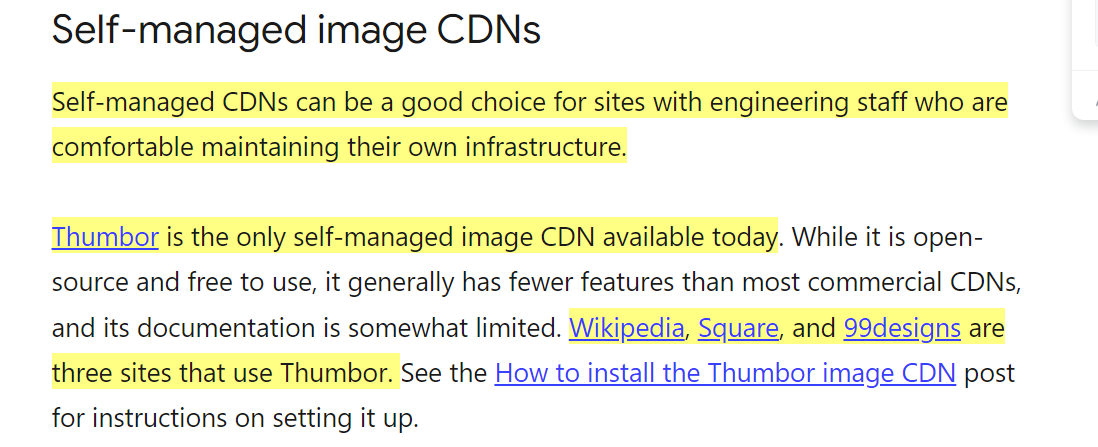 Self-managed image CDNs
Self-managed CDNs can be a good choice for sites with engineering staff who are
comfortable maintaining their own infrastructure.
Thumbor is the only self-managed image CDN available today. While it is open-
source and free to use, it generally has fewer features than most commercial CDNs,
and its documentation is somewhat limited. Wikipedia, Square, and 99designs are
three sites that use Thumbor. See the How to install the Thumbor image CDN post
for instructions on setting it up.